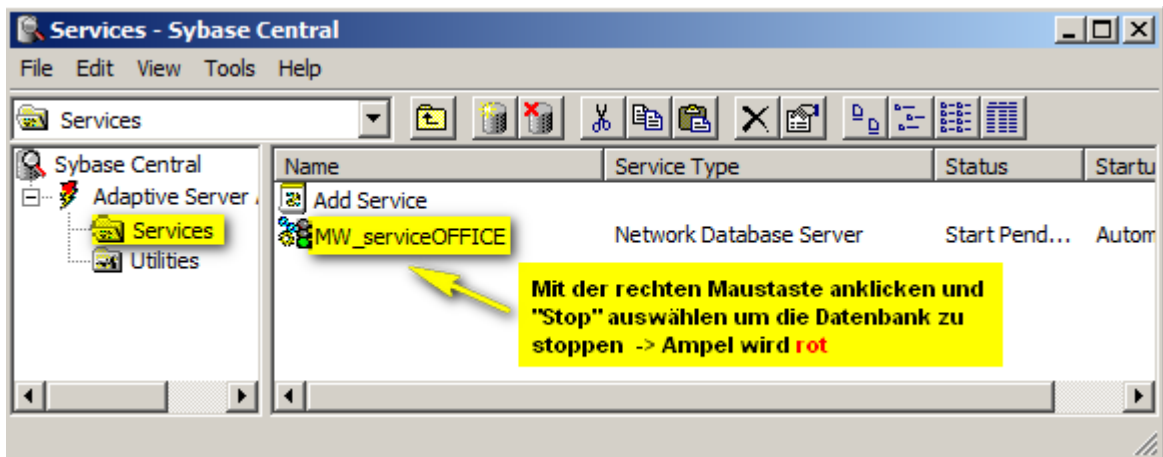 Services - Sybase Central
File Edit View Tools Help
Services
Sybase Central
Adaptive Server
Services
Utilities
Name Service Type Status Startu
Add Service
MW_serviceOFFICE Network Database Server Start Pend... Autom
Mit der rechten Maustaste anklicken und
"Stop" auswählen um die Datenbank zu
stoppen -> Ampel wird rot